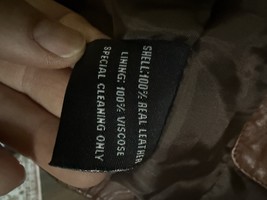 SHELL:100% REAL LEATHER
LINING: 100% VISCOSE
SPECIAL CLEANING ONLY